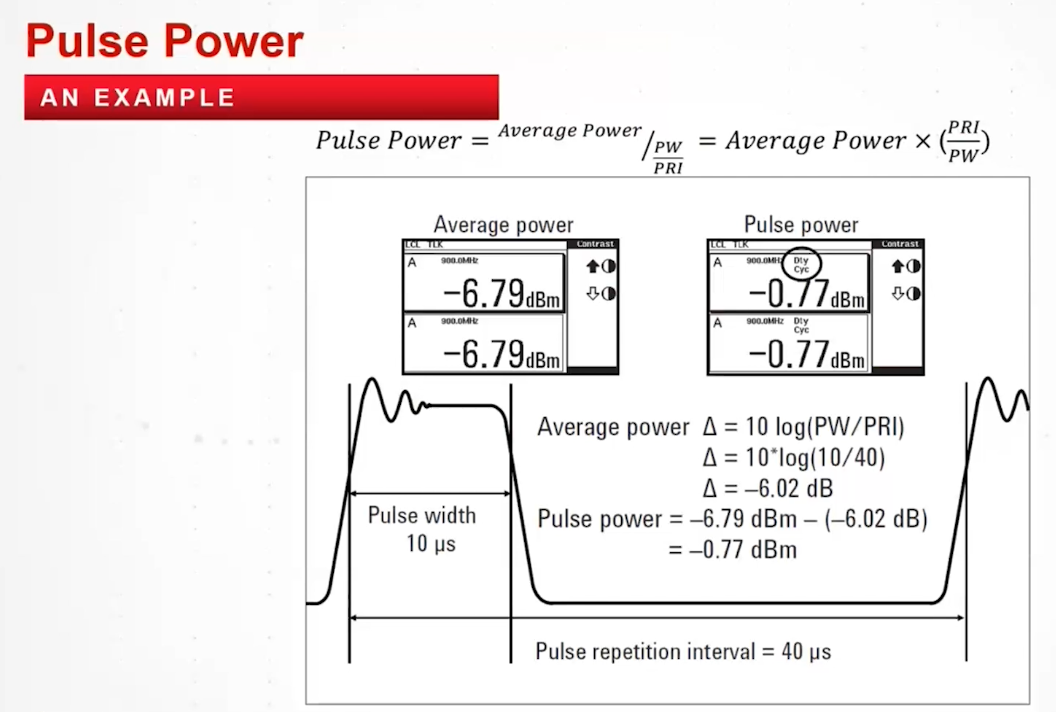 Pulse Power
AN EXAMPLE
Pulse Power = Average Power / PW/PRI = Average Power × (PRI/PW)
Average power
LCL TLK Contrast
A 900.0MHz
−6.79dBm
A 900.0MHz
−6.79dBm
Pulse power
LCL TLK Contrast
A 900.0MHz Dty Cyc
−0.77dBm
A 900.0MHz Dty Cyc
−0.77dBm
Average power Δ = 10 log(PW/PRI)
Δ = 10*log(10/40)
Δ = –6.02 dB
Pulse power = –6.79 dBm – (–6.02 dB)
= –0.77 dBm
Pulse width
10 μs
Pulse repetition interval = 40 μs